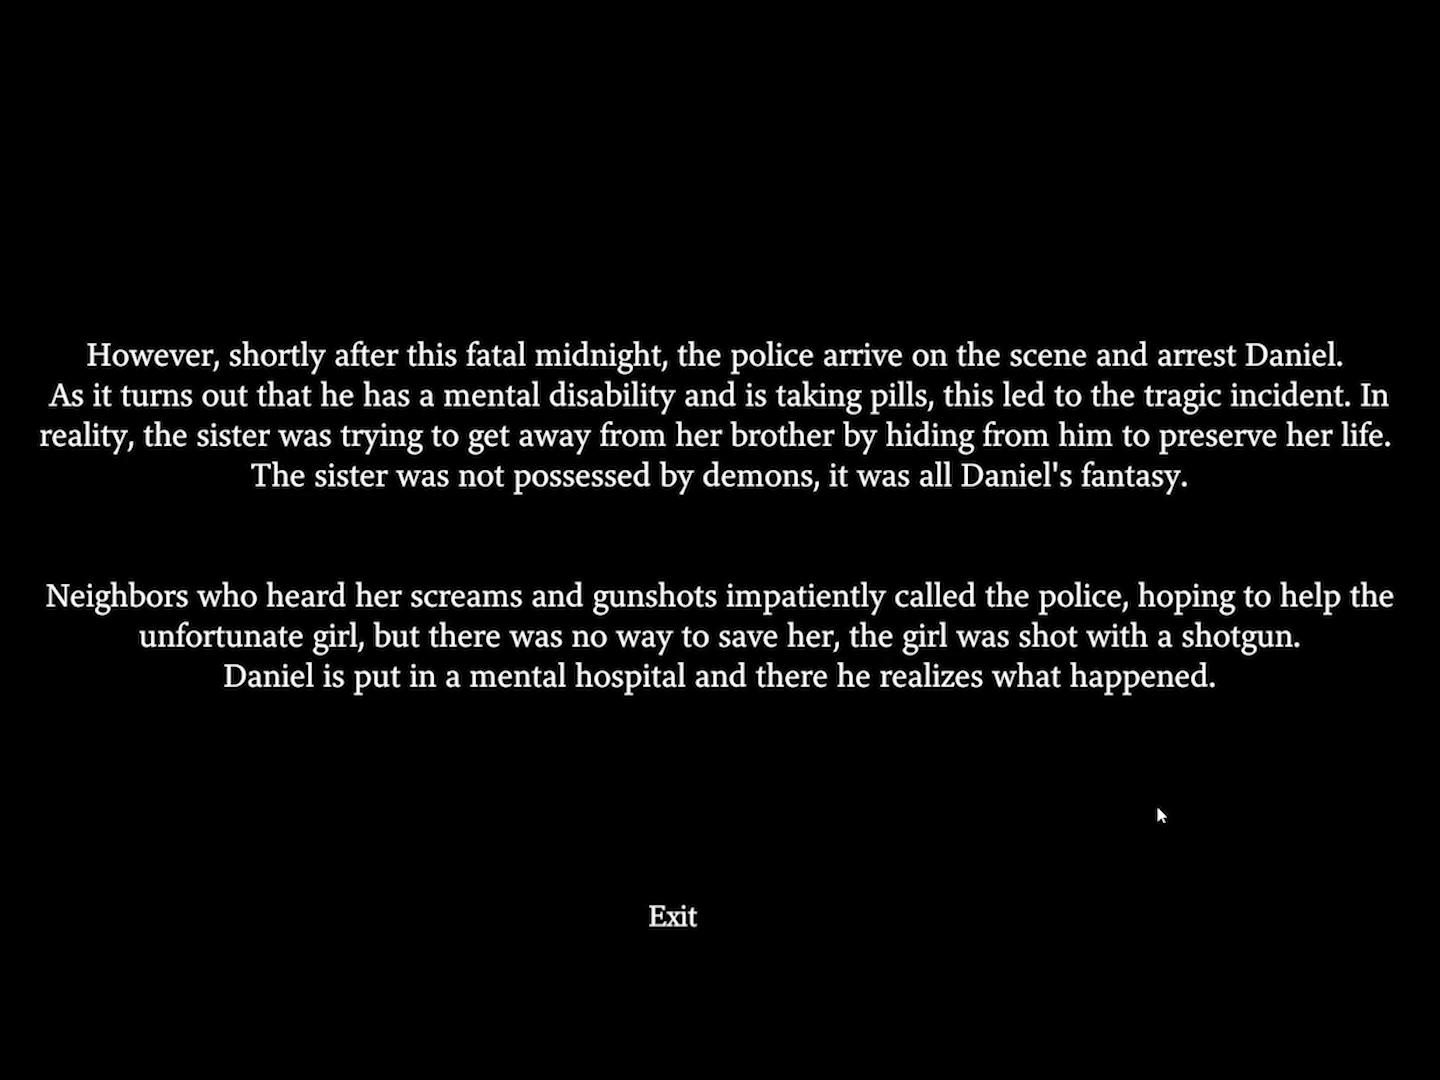 However, shortly after this fatal midnight, the police arrive on the scene and arrest Daniel.
As it turns out that he has a mental disability and is taking pills, this led to the tragic incident. In
reality, the sister was trying to get away from her brother by hiding from him to preserve her life.
The sister was not possessed by demons, it was all Daniel's fantasy.
Neighbors who heard her screams and gunshots impatiently called the police, hoping to help the
unfortunate girl, but there was no way to save her, the girl was shot with a shotgun.
Daniel is put in a mental hospital and there he realizes what happened.
Exit